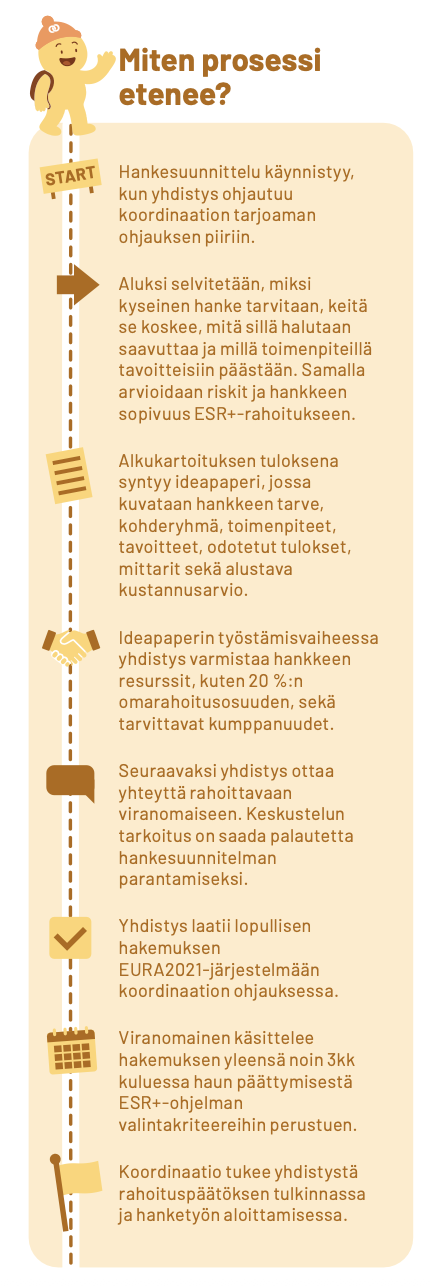 Miten prosessi
etenee?
START
Hankesuunnittelu käynnistyy,
kun yhdistys ohjautuu
koordinaation tarjoaman
ohjauksen piiriin.
Aluksi selvitetään, miksi
kyseinen hanke tarvitaan, keitä
se koskee, mitä sillä halutaan
saavuttaa ja millä toimenpiteillä
tavoitteisiin päästään. Samalla
arvioidaan riskit ja hankkeen
sopivuus ESR+-rahoitukseen.
Alkukartoituksen tuloksena
syntyy ideapaperi, jossa
kuvataan hankkeen tarve,
kohderyhmä, toimenpiteet,
tavoitteet, odotetut tulokset,
mittarit sekä alustava
kustannusarvio.
Ideapaperin työstämisvaiheessa
yhdistys varmistaa hankkeen
resurssit, kuten 20 %:n
omarahoitusosuuden, sekä
tarvittavat kumppanuudet.
Seuraavaksi yhdistys ottaa
yhteyttä rahoittavaan
viranomaiseen. Keskustelun
tarkoitus on saada palautetta
hankesuunnitelman
parantamiseksi.
Yhdistys laatii lopullisen
hakemuksen
EURA2021-järjestelmään
koordinaation ohjauksessa.
Viranomainen käsittelee
hakemuksen yleensä noin 3kk
kuluessa haun päättymisestä
ESR+-ohjelman
valintakriteereihin perustuen.
Koordinaatio tukee yhdistystä
rahoituspäätöksen tulkinnassa
ja hanketyön aloittamisessa.